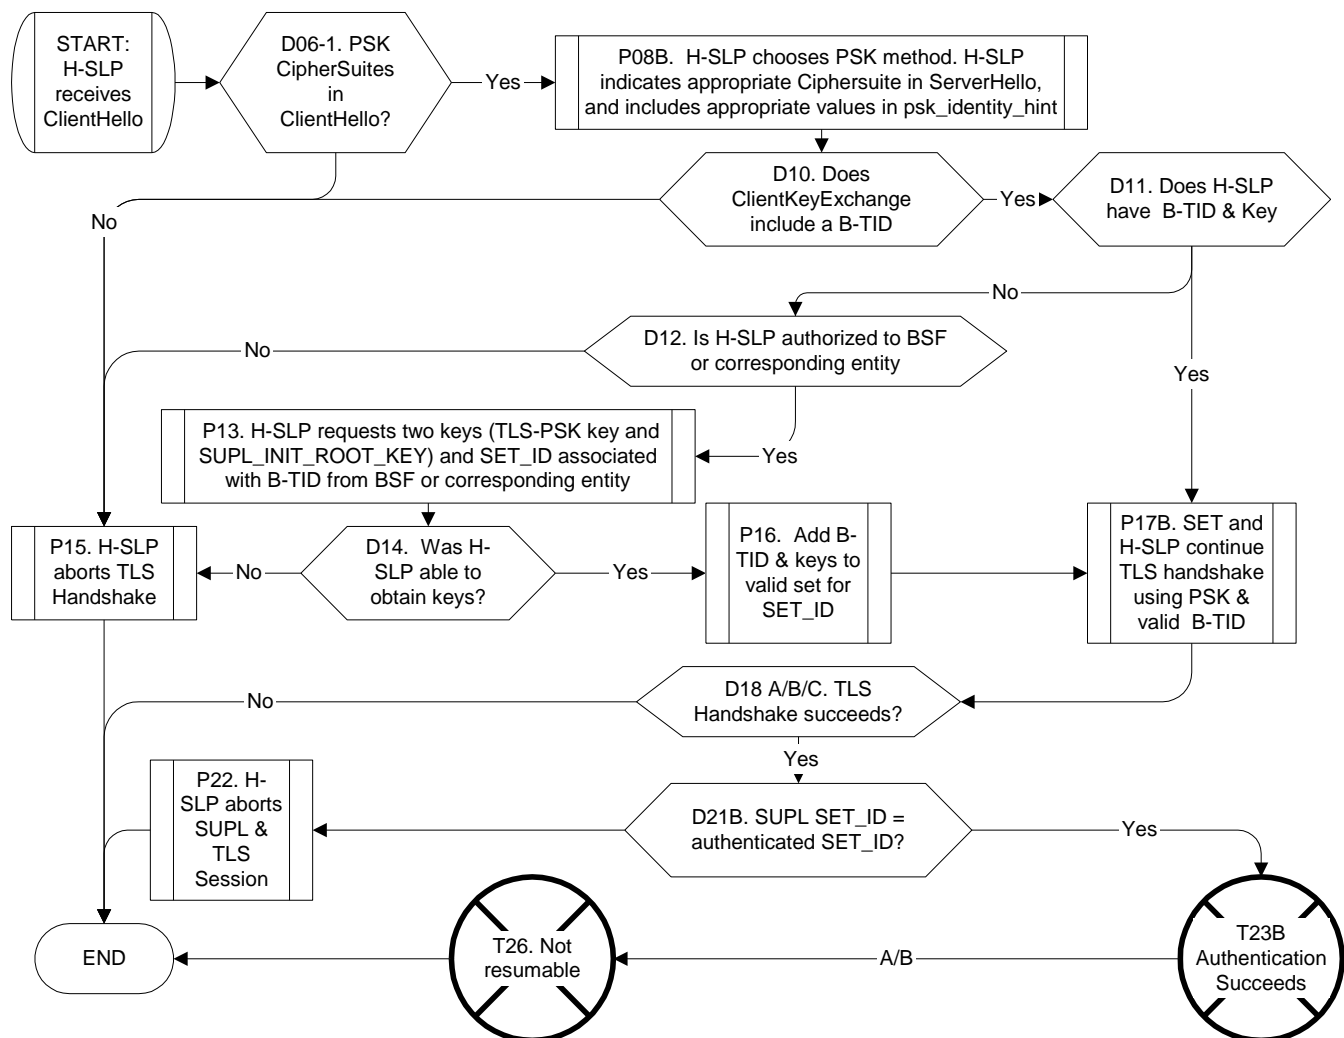 START:
H-SLP
receives
ClientHello
D06-1. PSK
CipherSuites
in
ClientHello?
Yes
P08B.  H-SLP chooses PSK method. H-SLP
indicates appropriate Ciphersuite in ServerHello,
and includes appropriate values in psk_identity_hint
No
D10. Does
ClientKeyExchange
include a B-TID
Yes
D11. Does H-SLP
have  B-TID & Key
No
D12. Is H-SLP authorized to BSF
or corresponding entity
No
Yes
P13. H-SLP requests two keys (TLS-PSK key and
SUPL_INIT_ROOT_KEY) and SET_ID associated
with B-TID from BSF or corresponding entity
Yes
P15. H-SLP
aborts TLS
Handshake
No
D14.  Was H-
SLP able to
obtain keys?
Yes
P16.  Add B-
TID & keys to
valid set for
SET_ID
P17B. SET and
H-SLP continue
TLS handshake
using PSK &
valid  B-TID
No
D18 A/B/C. TLS
Handshake succeeds?
Yes
P22. H-
SLP aborts
SUPL &
TLS
Session
D21B. SUPL SET_ID =
authenticated SET_ID?
Yes
END
T26. Not
resumable
A/B
T23B
Authentication
Succeeds